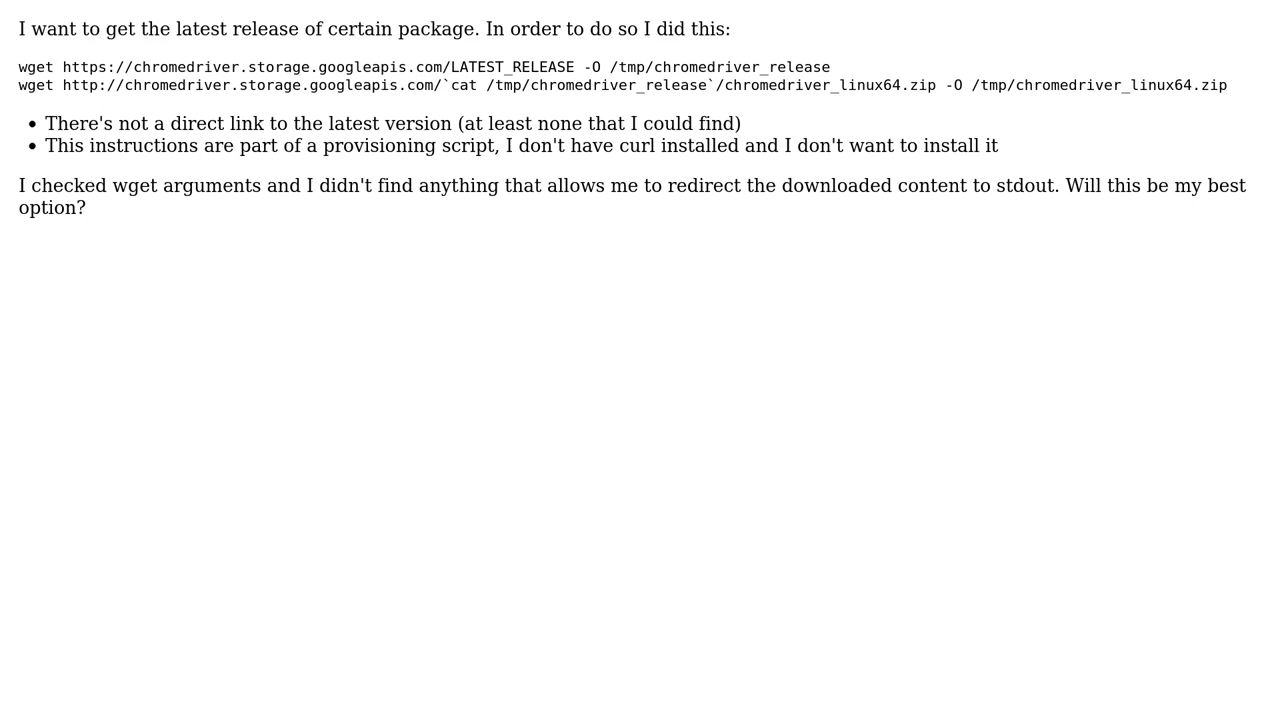 I want to get the latest release of certain package. In order to do so I did this:
wget https://chromedriver.storage.googleapis.com/LATEST_RELEASE -O /tmp/chromedriver_release
wget http://chromedriver.storage.googleapis.com/`cat /tmp/chromedriver_release`/chromedriver_linux64.zip -O /tmp/chromedriver_linux64.zip
• There's not a direct link to the latest version (at least none that I could find)
• This instructions are part of a provisioning script, I don't have curl installed and I don't want to install it
I checked wget arguments and I didn't find anything that allows me to redirect the downloaded content to stdout. Will this be my best
option?